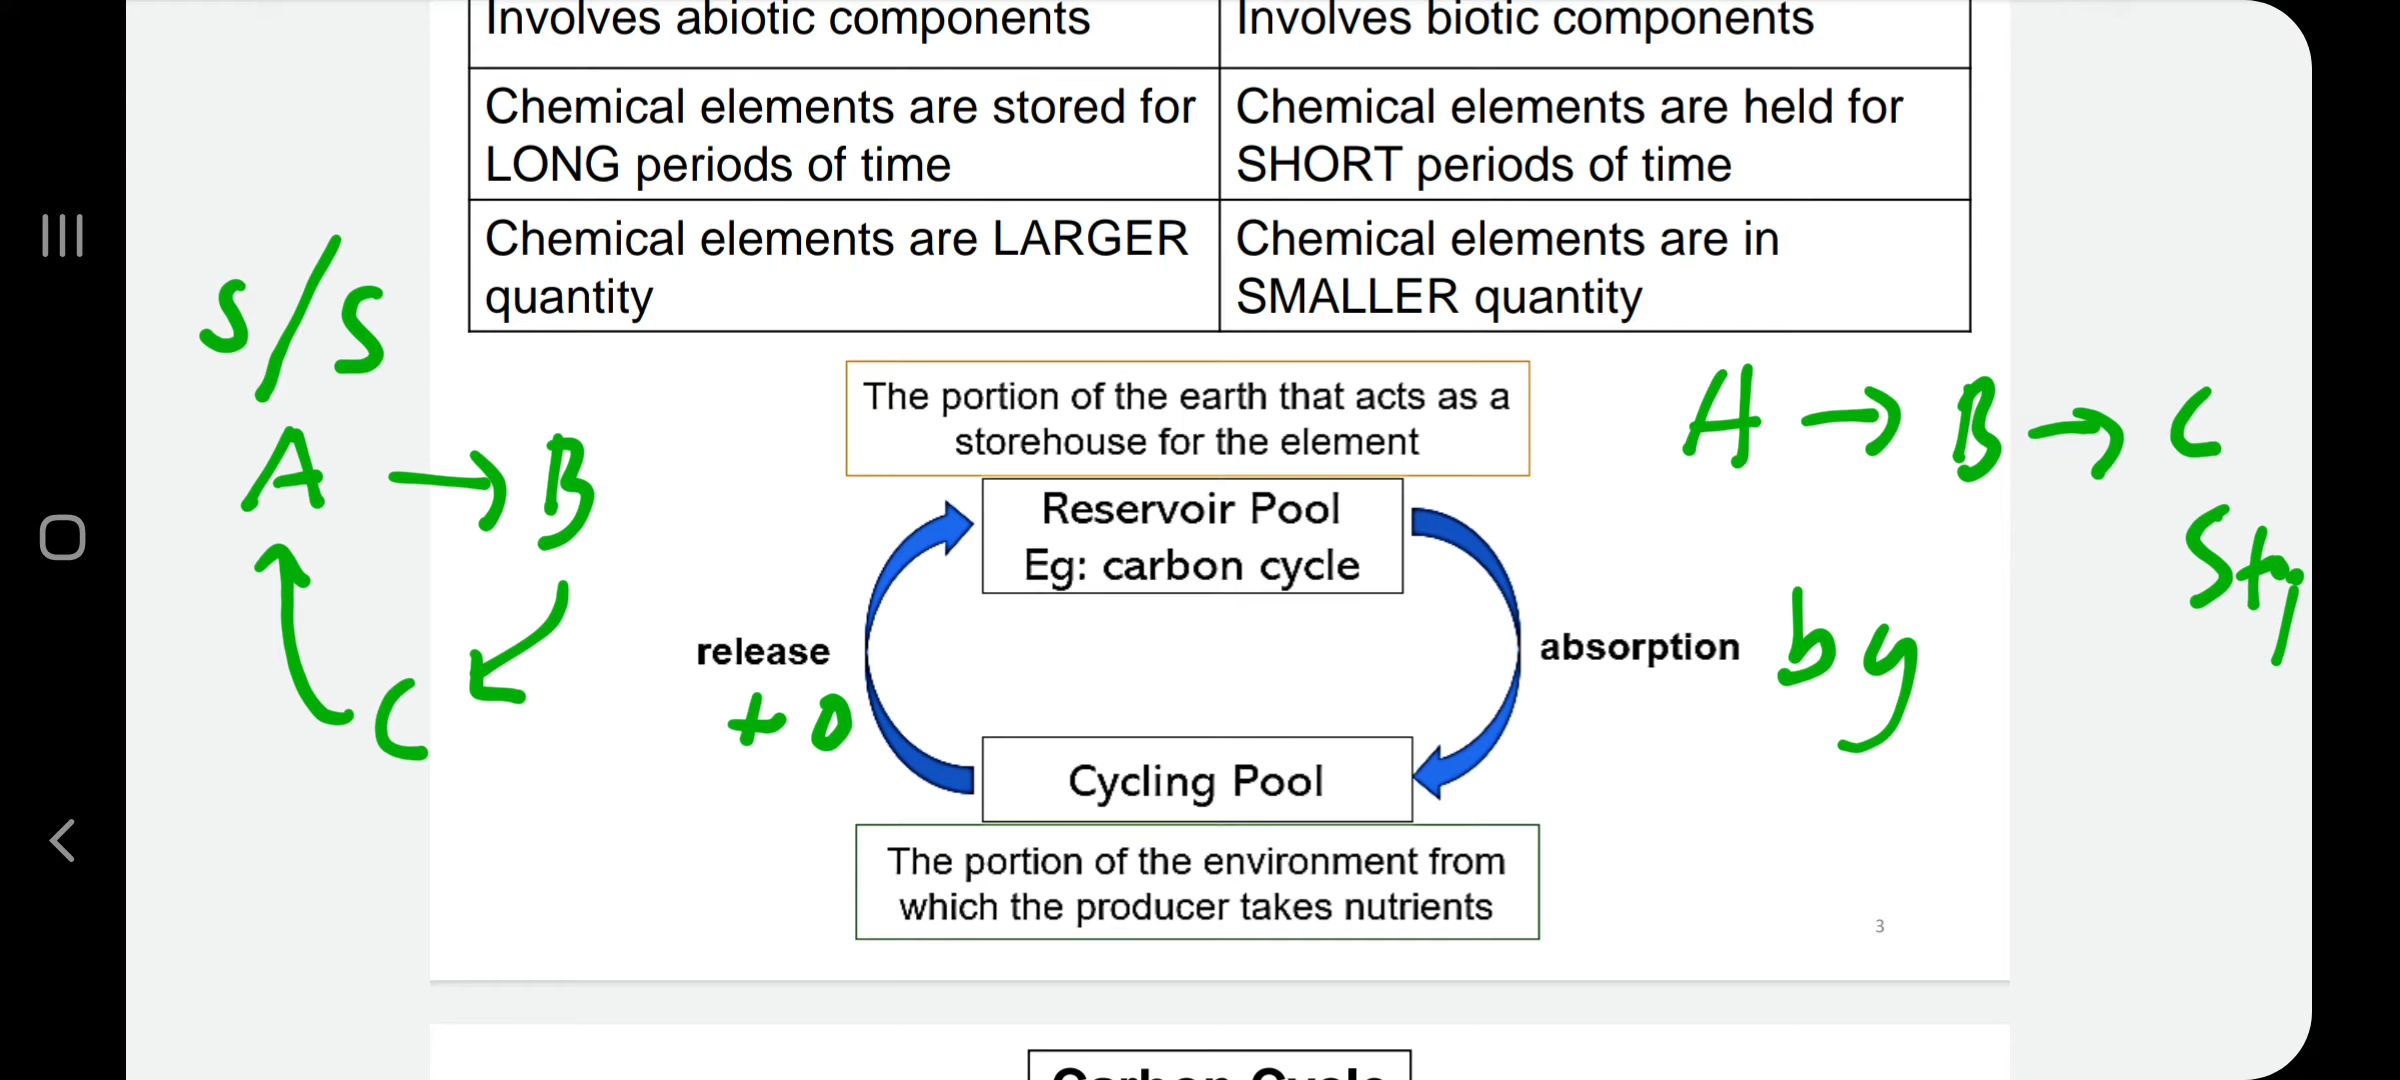 Involves abiotic components
Involves biotic components
Chemical elements are stored for
LONG periods of time
Chemical elements are held for
SHORT periods of time
Chemical elements are LARGER
quantity
Chemical elements are in
SMALLER quantity
S/S
A → B
C
The portion of the earth that acts as a
storehouse for the element
A → B → C
Reservoir Pool
Eg: carbon cycle
release
absorption
by
Cycling Pool
The portion of the environment from
which the producer takes nutrients
3
Carbon Cycle